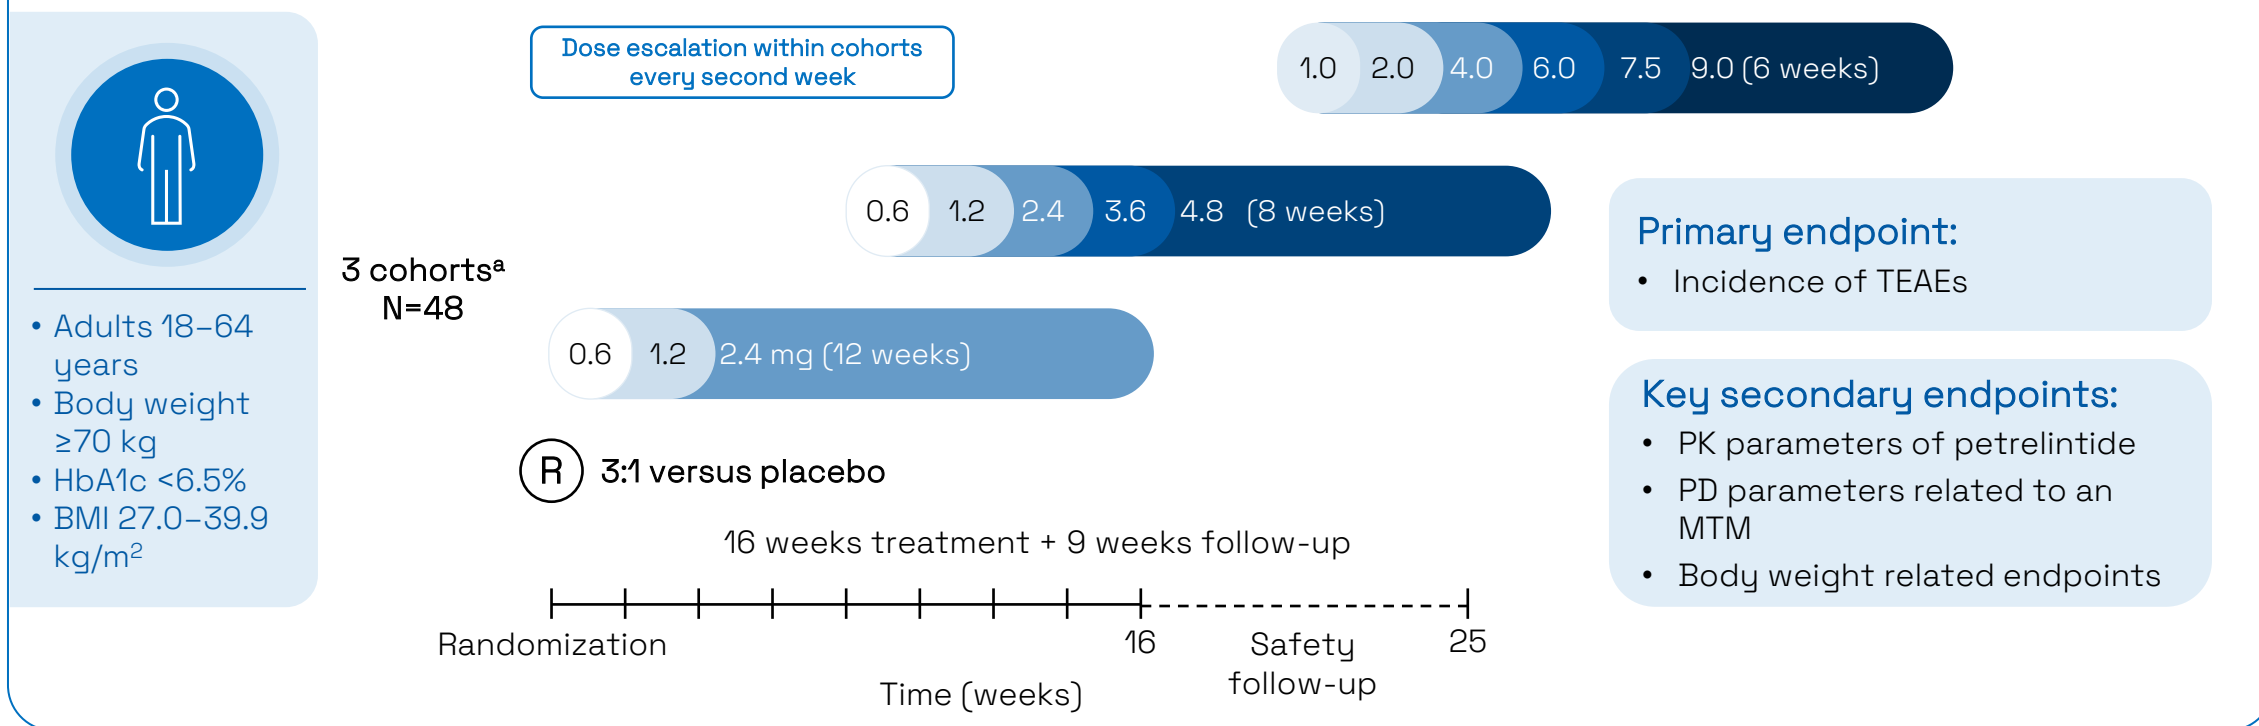 • Adults 18–64
years
• Body weight
≥70 kg
• HbA1c <6.5%
• BMI 27.0–39.9
kg/m²
Dose escalation within cohorts
every second week
1.0 2.0 4.0 6.0 7.5 9.0 (6 weeks)
0.6 1.2 2.4 3.6 4.8 (8 weeks)
3 cohortsᵃ
N=48
0.6 1.2 2.4 mg (12 weeks)
R 3:1 versus placebo
16 weeks treatment + 9 weeks follow-up
Randomization 16 Safety 25
follow-up
Time (weeks)
Primary endpoint:
• Incidence of TEAEs
Key secondary endpoints:
• PK parameters of petrelintide
• PD parameters related to an
MTM
• Body weight related endpoints